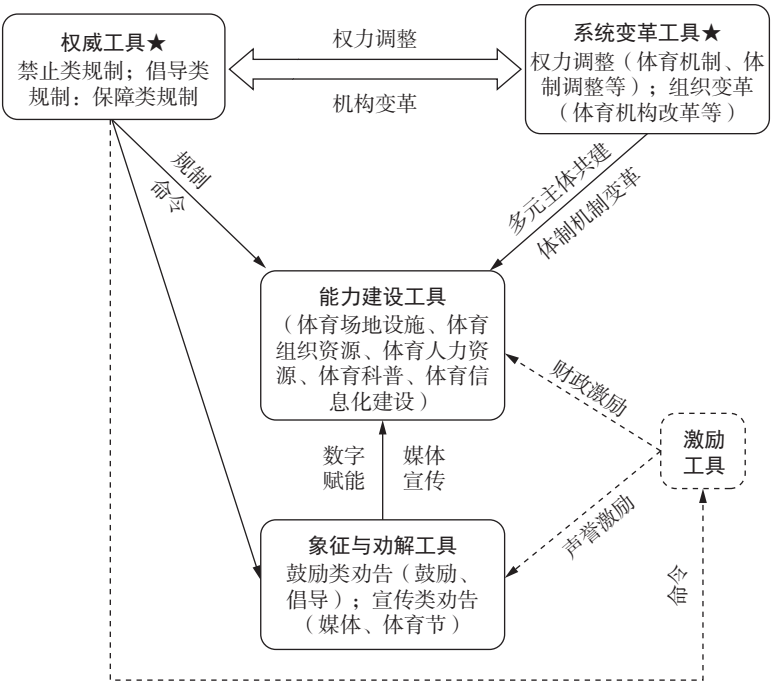 权威工具★
禁止类规制；倡导类
规制：保障类规制
权力调整
机构变革
系统变革工具★
权力调整（体育机制、体
制调整等）；组织变革
（体育机构改革等）
规制
命令
多元主体共建
体制机制变革
能力建设工具
（体育场地设施、体育
组织资源、体育人力资
源、体育科普、体育信
息化建设）
财政激励
激励
工具
数字
赋能
媒体
宣传
声誉激励
象征与劝解工具
鼓励类劝告（鼓励、
倡导）；宣传类劝告
（媒体、体育节）
命令